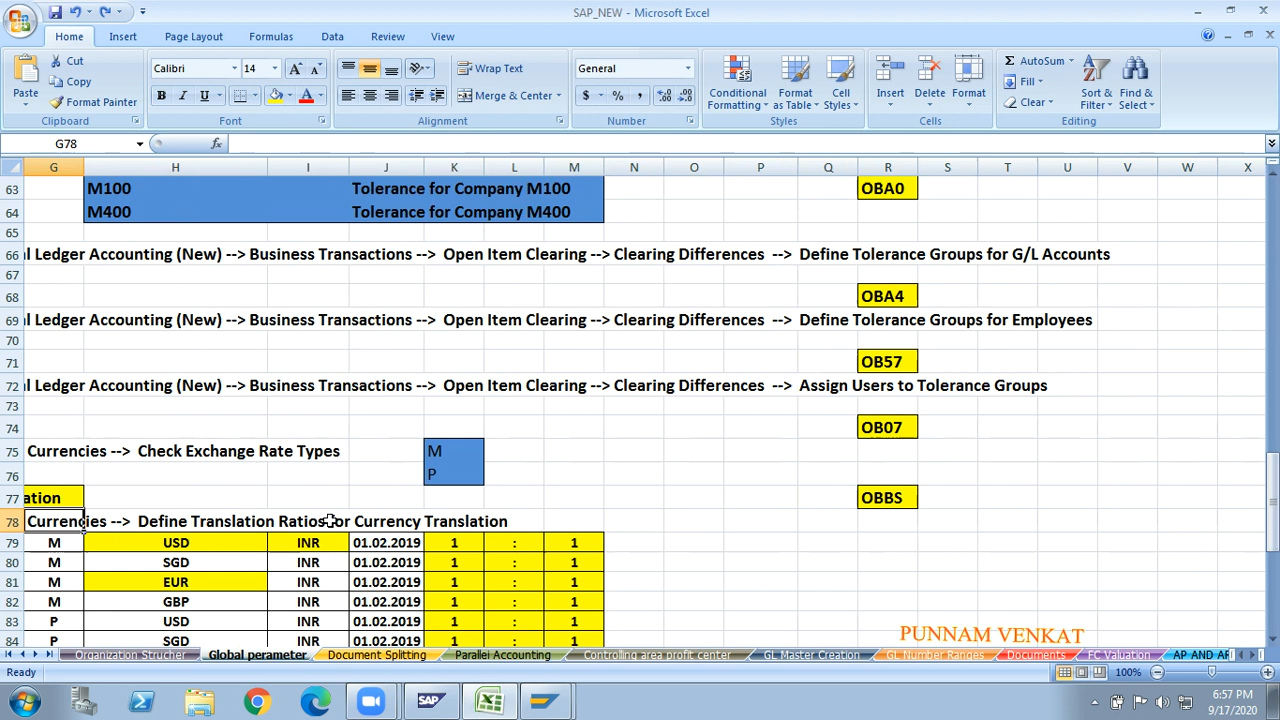 SAP_NEW - Microsoft Excel
Home Insert Page Layout Formulas Data Review View
Paste
Cut
Copy
Format Painter
Calibri 14
B I U
Wrap Text
Merge & Center
General
Conditional Formatting
Format as Table
Cell Styles
Insert
Delete
Format
AutoSum
Fill
Clear
Sort & Filter
Find & Select
Clipboard Font Alignment Number Styles Cells Editing
G78
G H I J K L M N O P Q R S T U V W X
63 M100 Tolerance for Company M100 OBA0
64 M400 Tolerance for Company M400
65
66 l Ledger Accounting (New) --> Business Transactions --> Open Item Clearing --> Clearing Differences --> Define Tolerance Groups for G/L Accounts
67
68 OBA4
69 l Ledger Accounting (New) --> Business Transactions --> Open Item Clearing --> Clearing Differences --> Define Tolerance Groups for Employees
70
71 OB57
72 l Ledger Accounting (New) --> Business Transactions --> Open Item Clearing --> Clearing Differences --> Assign Users to Tolerance Groups
73
74 OB07
75 Currencies --> Check Exchange Rate Types M
76 P
77 ation OBBS
78 Currencies --> Define Translation Ratios for Currency Translation
79 M USD INR 01.02.2019 1 : 1
80 M SGD INR 01.02.2019 1 : 1
81 M EUR INR 01.02.2019 1 : 1
82 M GBP INR 01.02.2019 1 : 1
83 P USD INR 01.02.2019 1 : 1
84 P SGD INR 01.02.2019 1 : 1
PUNNAM VENKAT
Organization Strucher Global perameter Document Splitting Parallei Accounting Controlling area profit center GL Master Creation GL Number Ranges Documents FC Valuation AP AND AR
Ready 100%
SAP
6:57 PM
9/17/2020